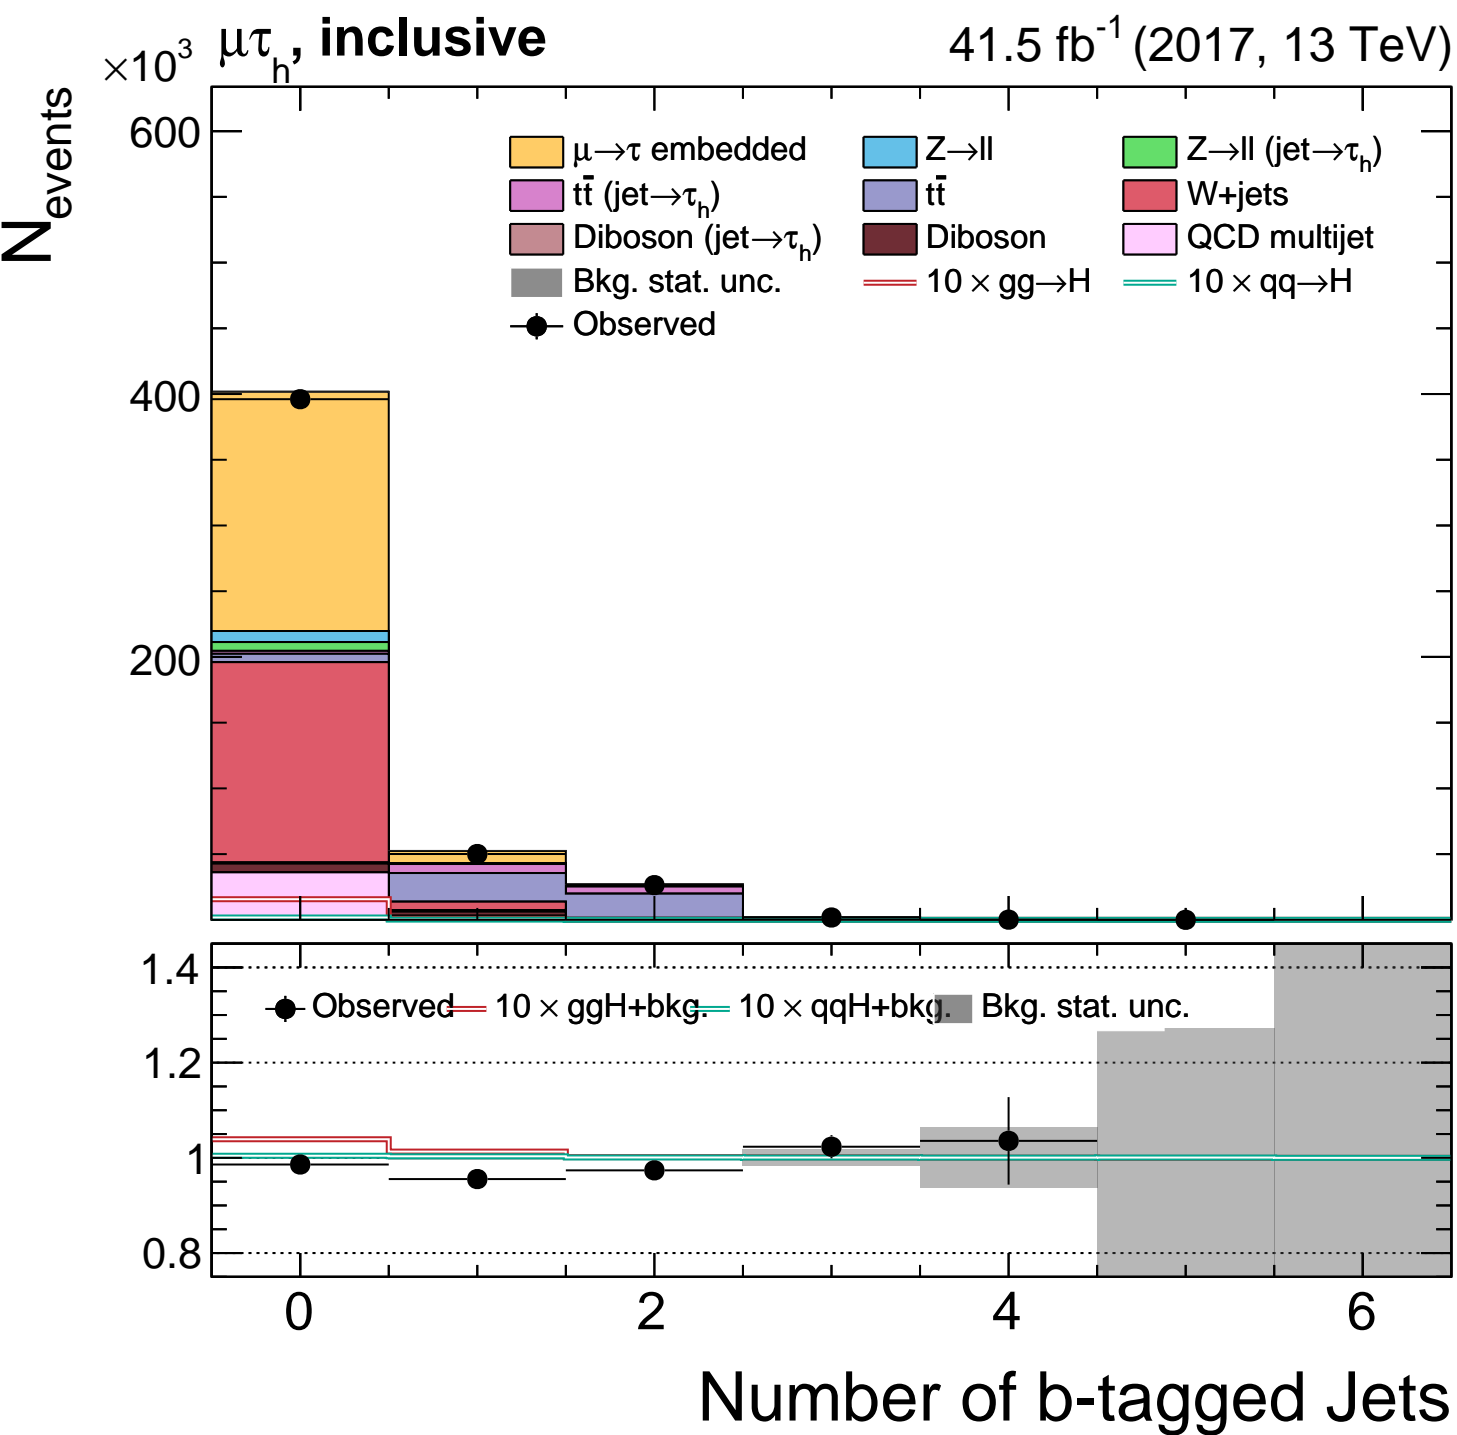 ×10³ μτₕ, inclusive 41.5 fb⁻¹ (2017, 13 TeV)
Nevents
600
400
200
μ→τ embedded Z→ll Z→ll (jet→τₕ)
tt̄ (jet→τₕ) tt̄ W+jets
Diboson (jet→τₕ) Diboson QCD multijet
Bkg. stat. unc. 10 × gg→H 10 × qq→H
Observed
1.4
1.2
1
0.8
Observed 10 × ggH+bkg. 10 × qqH+bkg. Bkg. stat. unc.
0 2 4 6
Number of b-tagged Jets